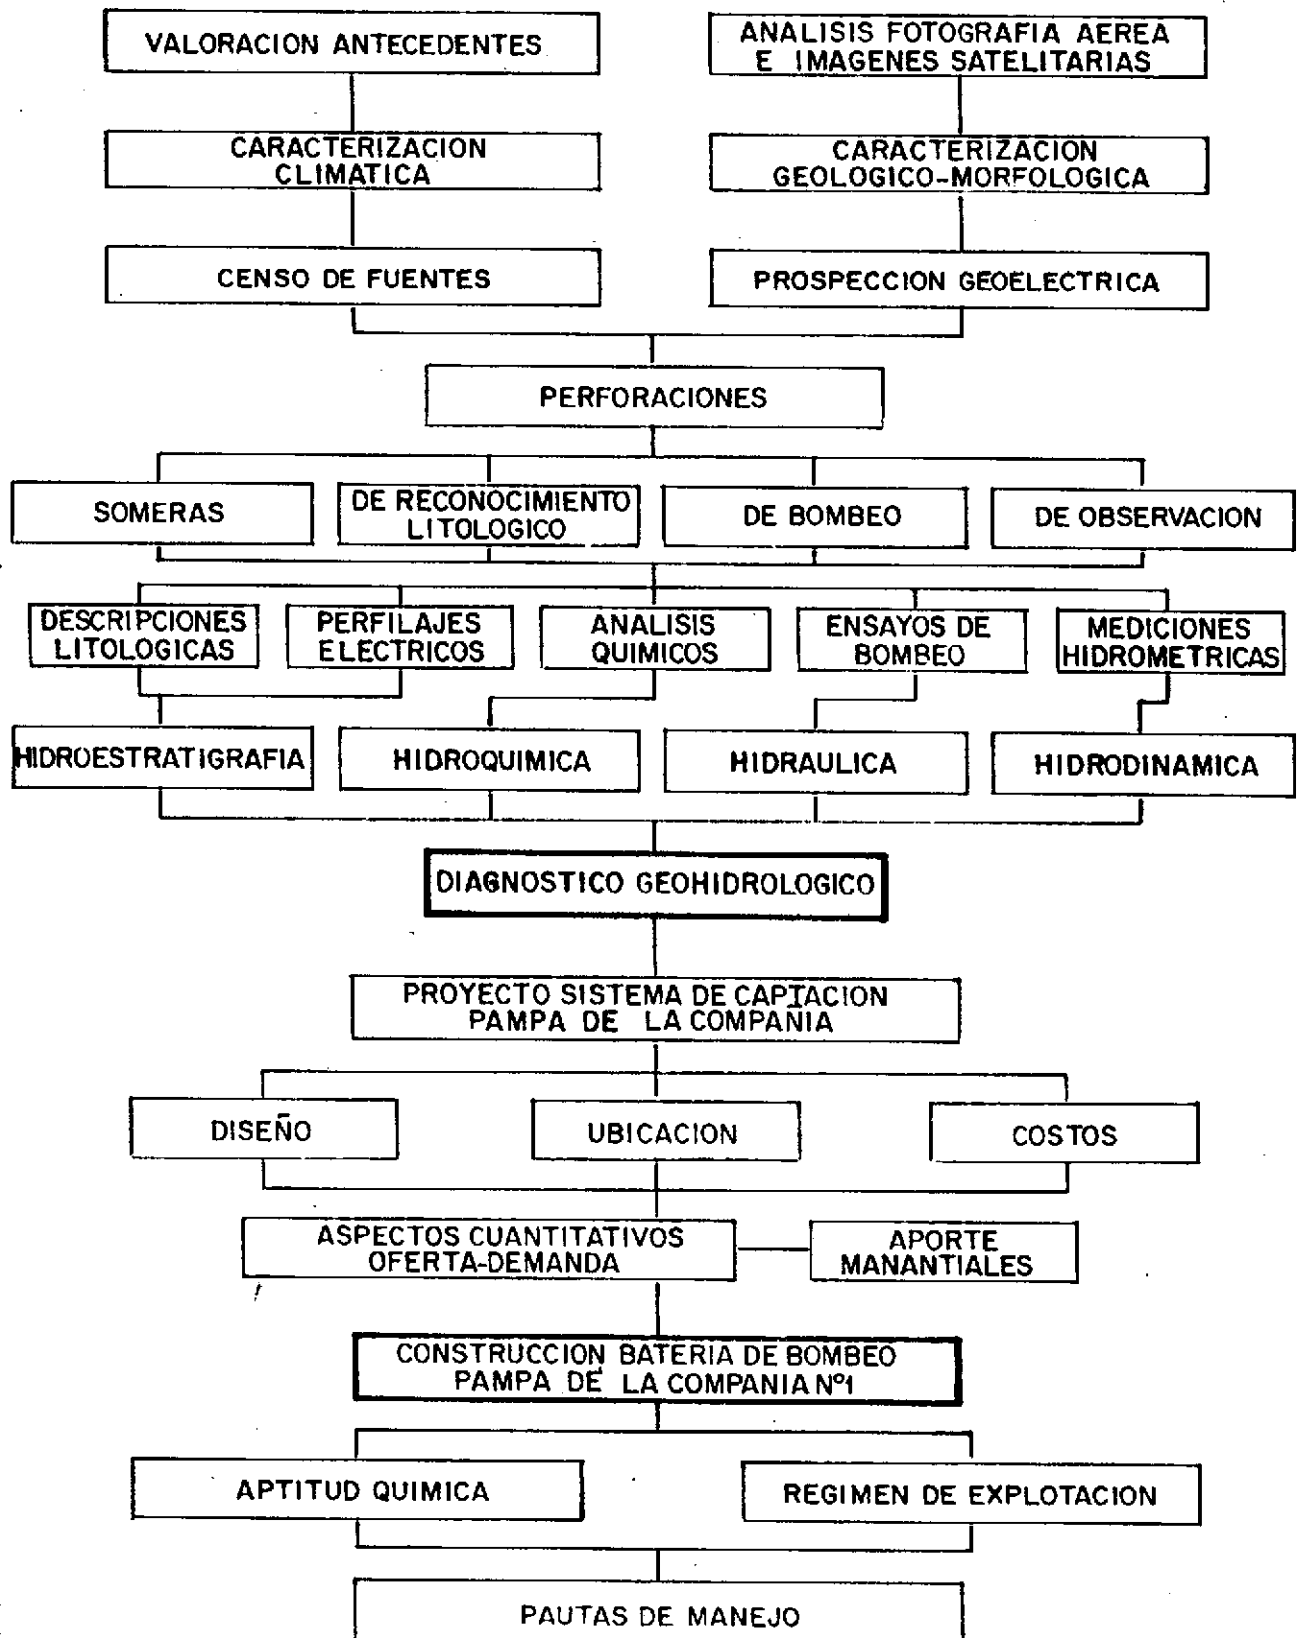 VALORACION ANTECEDENTES
ANALISIS FOTOGRAFIA AEREA
E IMAGENES SATELITARIAS
CARACTERIZACION
CLIMATICA
CARACTERIZACION
GEOLOGICO-MORFOLOGICA
CENSO DE FUENTES
PROSPECCION GEOELECTRICA
PERFORACIONES
SOMERAS
DE RECONOCIMIENTO
LITOLOGICO
DE BOMBEO
DE OBSERVACION
DESCRIPCIONES
LITOLOGICAS
PERFILAJES
ELECTRICOS
ANALISIS
QUIMICOS
ENSAYOS DE
BOMBEO
MEDICIONES
HIDROMETRICAS
HIDROESTRATIGRAFIA
HIDROQUIMICA
HIDRAULICA
HIDRODINAMICA
DIAGNOSTICO GEOHIDROLOGICO
PROYECTO SISTEMA DE CAPTACION
PAMPA DE LA COMPAÑIA
DISEÑO
UBICACION
COSTOS
ASPECTOS CUANTITATIVOS
OFERTA-DEMANDA
APORTE
MANANTIALES
CONSTRUCCION BATERIA DE BOMBEO
PAMPA DE LA COMPANIA Nº1
APTITUD QUIMICA
REGIMEN DE EXPLOTACION
PAUTAS DE MANEJO